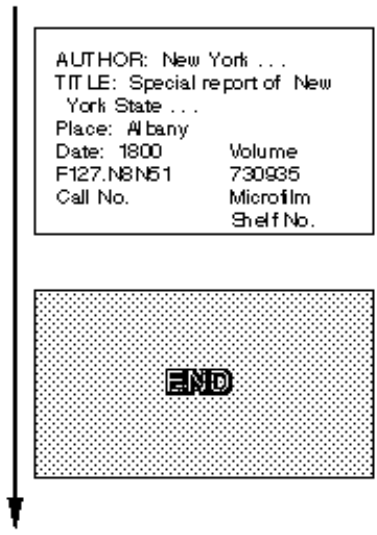 AUTHOR: New York ...
TITLE: Special report of New
York State ...
Place: Albany
Date: 1800 Volume
F127.N8N51 730935
Call No. Microfilm
Shelf No.
END